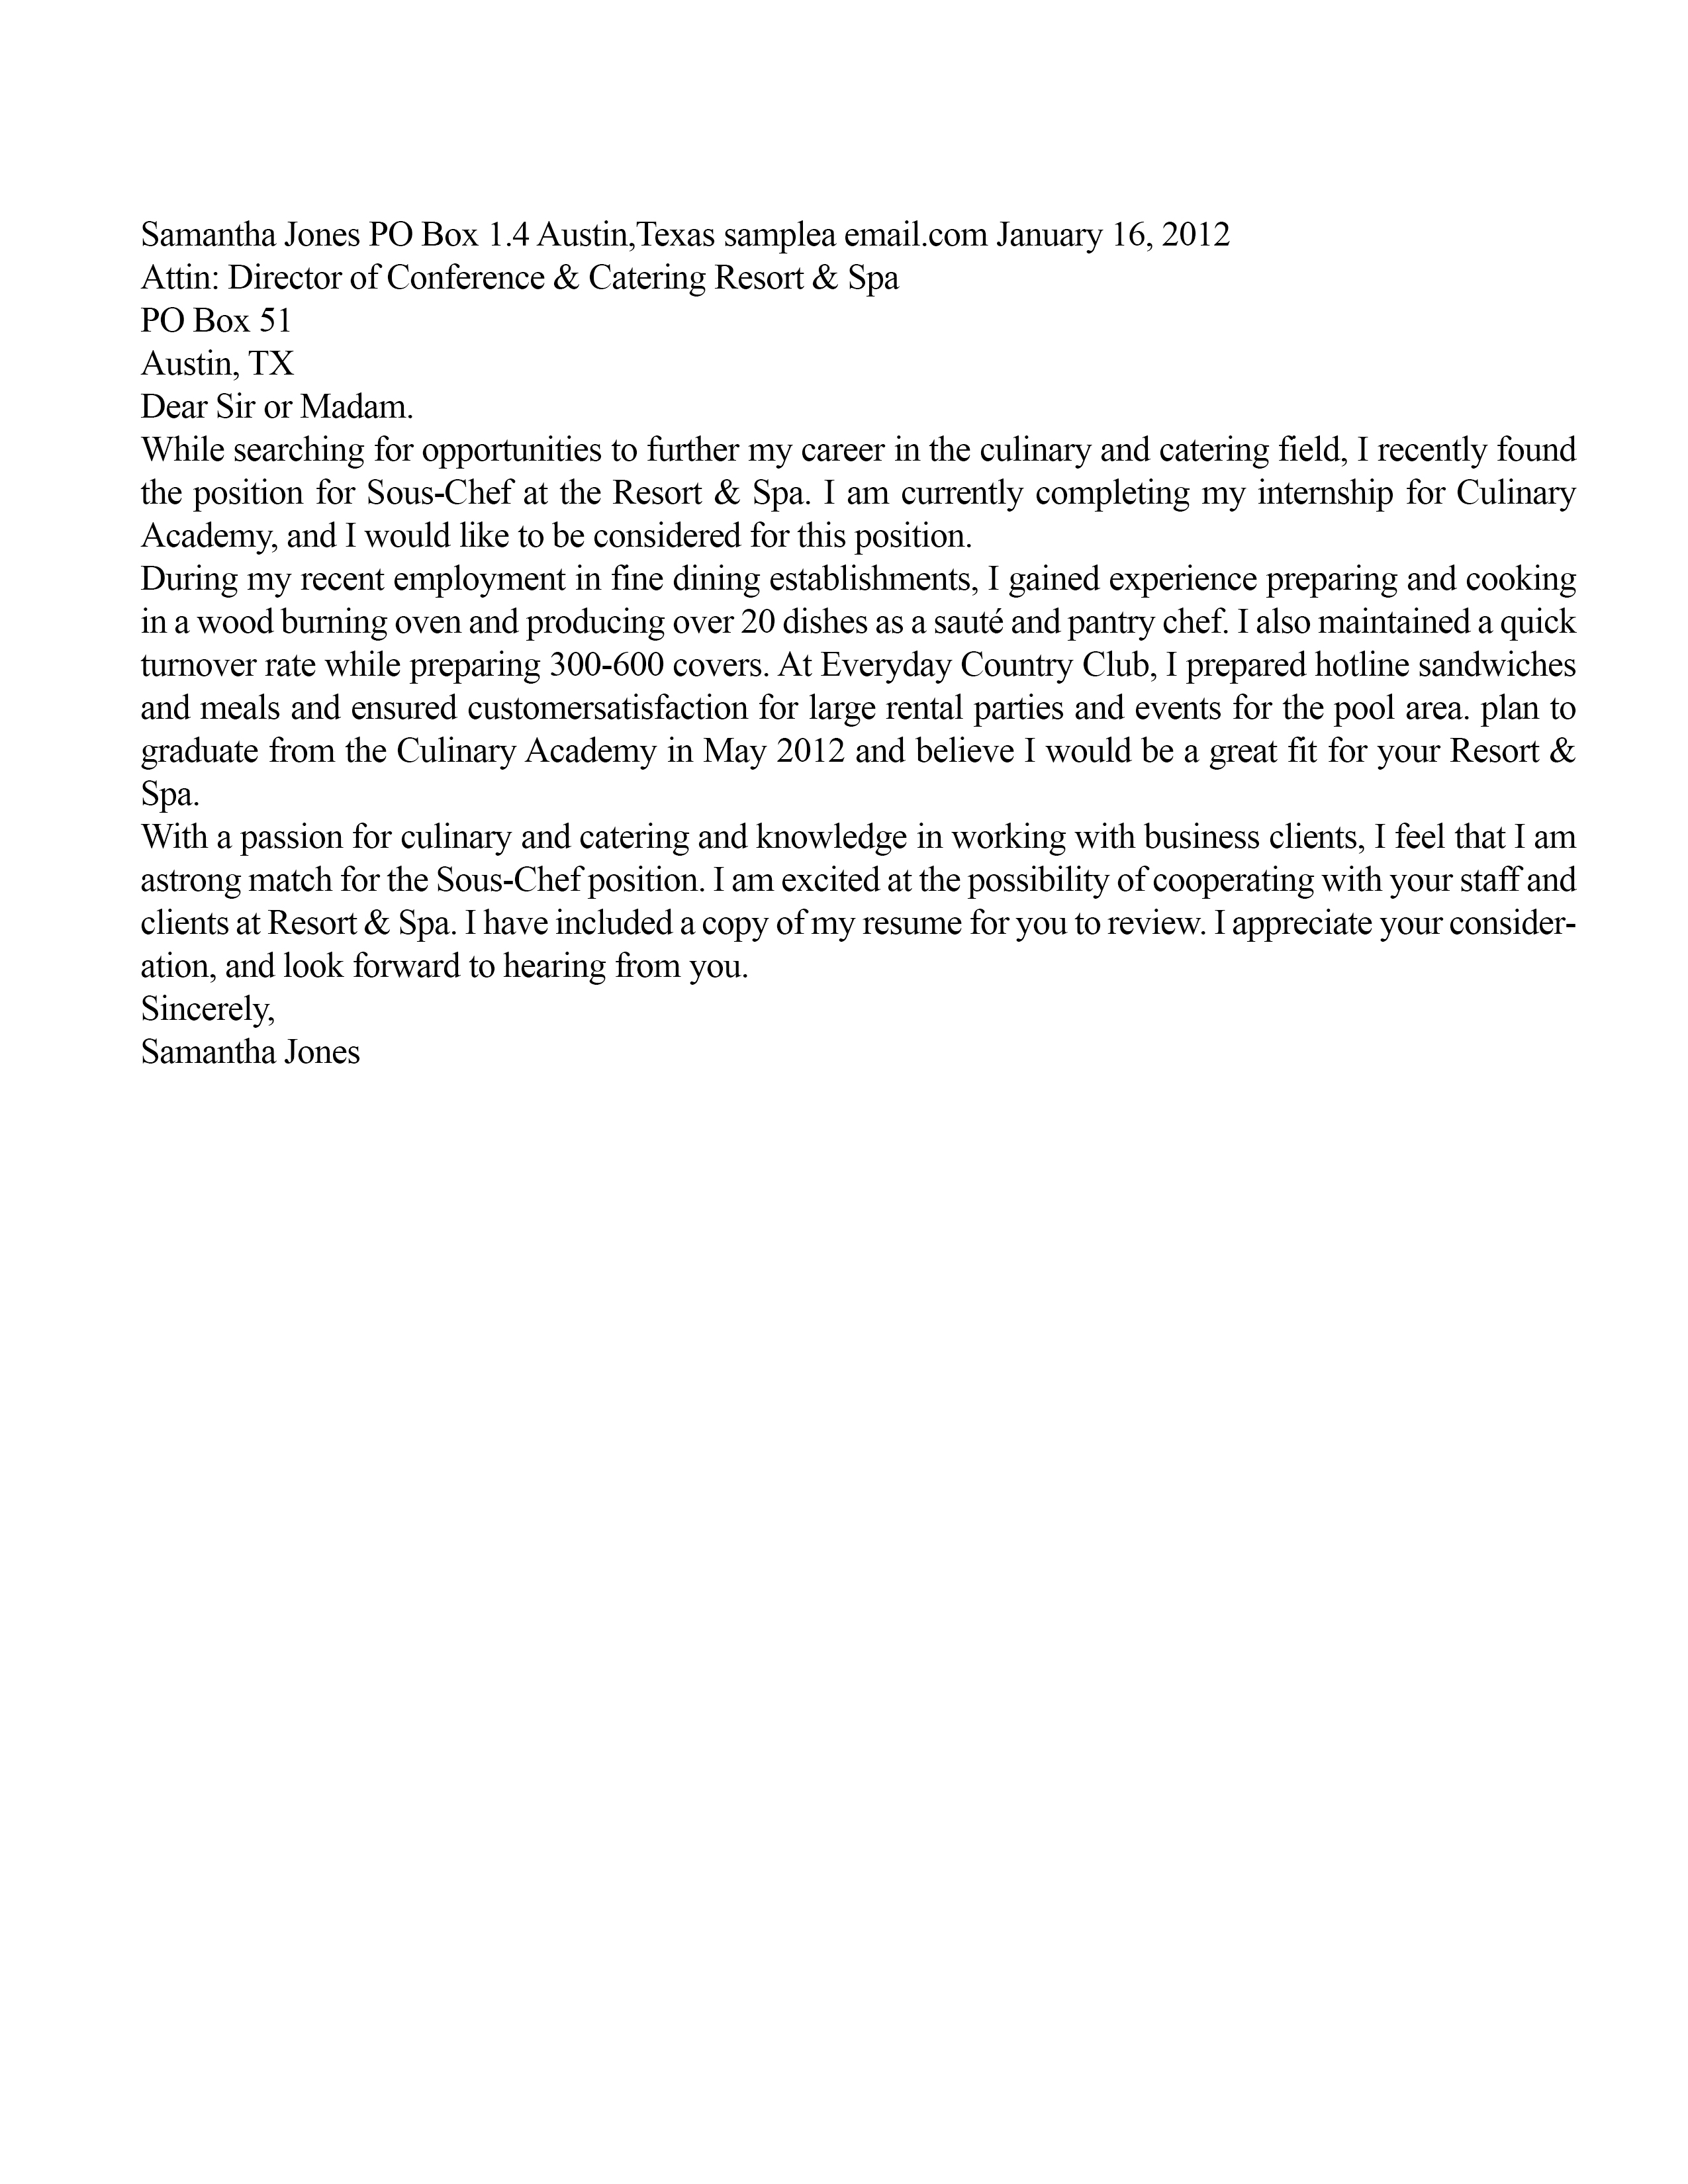 Samantha Jones PO Box 1.4 Austin,Texas samplea email.com January 16, 2012
Attin: Director of Conference & Catering Resort & Spa
PO Box 51
Austin, TX
Dear Sir or Madam.
While searching for opportunities to further my career in the culinary and catering field, I recently found
the position for Sous-Chef at the Resort & Spa. I am currently completing my internship for Culinary
Academy, and I would like to be considered for this position.
During my recent employment in fine dining establishments, I gained experience preparing and cooking
in a wood burning oven and producing over 20 dishes as a sauté and pantry chef. I also maintained a quick
turnover rate while preparing 300-600 covers. At Everyday Country Club, I prepared hotline sandwiches
and meals and ensured customersatisfaction for large rental parties and events for the pool area. plan to
graduate from the Culinary Academy in May 2012 and believe I would be a great fit for your Resort &
Spa.
With a passion for culinary and catering and knowledge in working with business clients, I feel that I am
astrong match for the Sous-Chef position. I am excited at the possibility of cooperating with your staff and
clients at Resort & Spa. I have included a copy of my resume for you to review. I appreciate your consider-
ation, and look forward to hearing from you.
Sincerely,
Samantha Jones